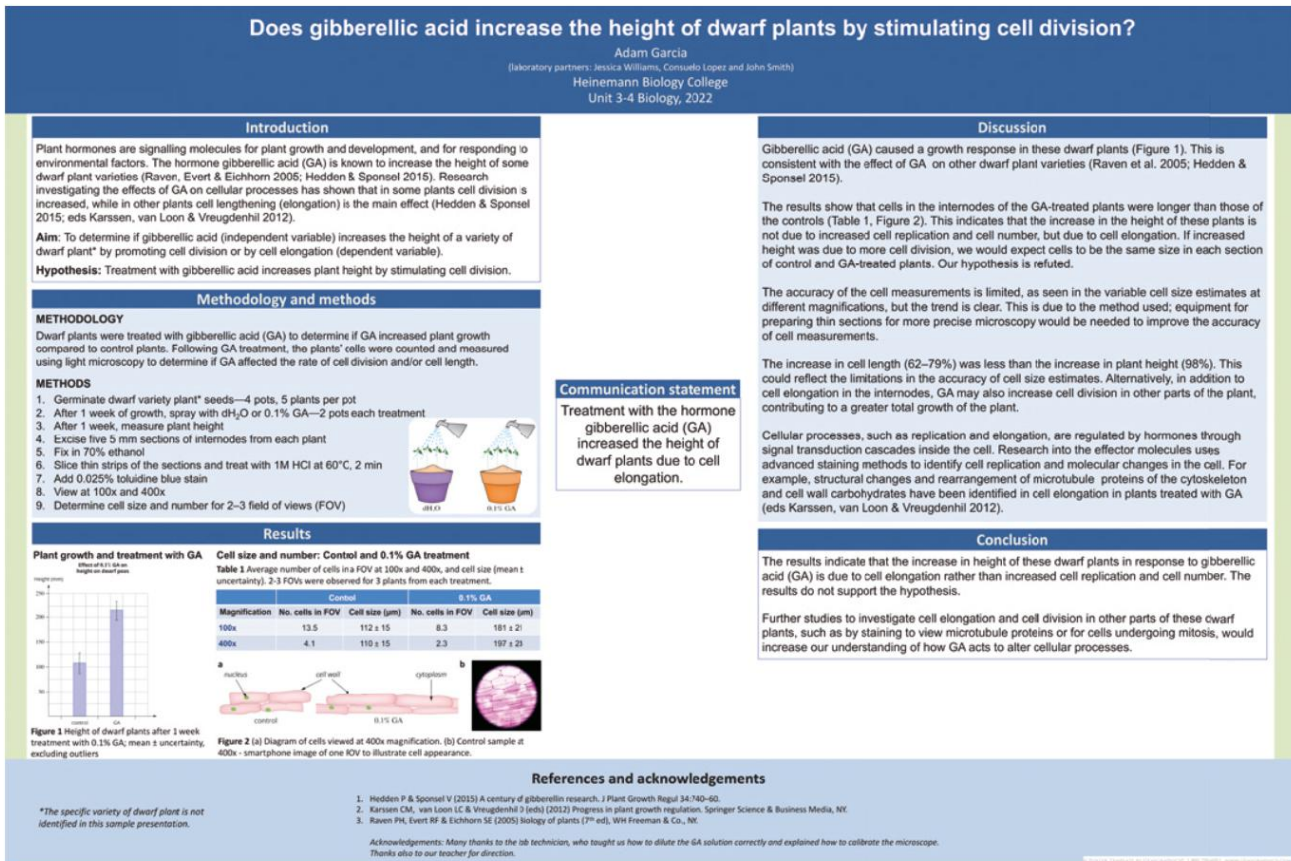 Does gibberellic acid increase the height of dwarf plants by stimulating cell division?
Adam Garcia
(laboratory partners: Jessica Williams, Consuelo Lopez and John Smith)
Heinemann Biology College
Unit 3-4 Biology, 2022
Introduction
Plant hormones are signalling molecules for plant growth and development, and for responding to
environmental factors. The hormone gibberellic acid (GA) is known to increase the height of some
dwarf plant varieties (Raven, Evert & Eichhorn 2005; Hedden & Sponsel 2015). Research
investigating the effects of GA on cellular processes has shown that in some plants cell division is
increased, while in other plants cell lengthening (elongation) is the main effect (Hedden & Sponsel
2015; eds Karssen, van Loon & Vreugdenhil 2012).
Aim: To determine if gibberellic acid (independent variable) increases the height of a variety of
dwarf plant* by promoting cell division or by cell elongation (dependent variable).
Hypothesis: Treatment with gibberellic acid increases plant height by stimulating cell division.
Methodology and methods
METHODOLOGY
Dwarf plants were treated with gibberellic acid (GA) to determine if GA increased plant growth
compared to control plants. Following GA treatment, the plants' cells were counted and measured
using light microscopy to determine if GA affected the rate of cell division and/or cell length.
METHODS
1. Germinate dwarf variety plant* seeds—4 pots, 5 plants per pot
2. After 1 week of growth, spray with dH₂O or 0.1% GA—2 pots each treatment
3. After 1 week, measure plant height
4. Excise five 5 mm sections of internodes from each plant
5. Fix in 70% ethanol
6. Slice thin strips of the sections and treat with 1M HCl at 60°C, 2 min
7. Add 0.025% toluidine blue stain
8. View at 100x and 400x
9. Determine cell size and number for 2–3 field of views (FOV)
dH₂O 0.1% GA
Results
Plant growth and treatment with GA
Effect of 0.1% GA on
height on dwarf peas
Height (mm)
250
200
150
100
50
control GA
Figure 1 Height of dwarf plants after 1 week
treatment with 0.1% GA; mean ± uncertainty,
excluding outliers
Cell size and number: Control and 0.1% GA treatment
Table 1 Average number of cells in a FOV at 100x and 400x, and cell size (mean ±
uncertainty). 2-3 FOVs were observed for 3 plants from each treatment.
Control 0.1% GA
Magnification No. cells in FOV Cell size (µm) No. cells in FOV Cell size (µm)
100x 13.5 112 ± 15 8.3 181 ± 2
400x 4.1 110 ± 15 2.3 197 ± 2
a b
nucleus cell wall cytoplasm
control 0.1% GA
Figure 2 (a) Diagram of cells viewed at 400x magnification. (b) Control sample at
400x - smartphone image of one FOV to illustrate cell appearance.
Communication statement
Treatment with the hormone
gibberellic acid (GA)
increased the height of
dwarf plants due to cell
elongation.
Discussion
Gibberellic acid (GA) caused a growth response in these dwarf plants (Figure 1). This is
consistent with the effect of GA on other dwarf plant varieties (Raven et al. 2005; Hedden &
Sponsel 2015).
The results show that cells in the internodes of the GA-treated plants were longer than those of
the controls (Table 1, Figure 2). This indicates that the increase in the height of these plants is
not due to increased cell replication and cell number, but due to cell elongation. If increased
height was due to more cell division, we would expect cells to be the same size in each section
of control and GA-treated plants. Our hypothesis is refuted.
The accuracy of the cell measurements is limited, as seen in the variable cell size estimates at
different magnifications, but the trend is clear. This is due to the method used; equipment for
preparing thin sections for more precise microscopy would be needed to improve the accuracy
of cell measurements.
The increase in cell length (62–79%) was less than the increase in plant height (98%). This
could reflect the limitations in the accuracy of cell size estimates. Alternatively, in addition to
cell elongation in the internodes, GA may also increase cell division in other parts of the plant,
contributing to a greater total growth of the plant.
Cellular processes, such as replication and elongation, are regulated by hormones through
signal transduction cascades inside the cell. Research into the effector molecules uses
advanced staining methods to identify cell replication and molecular changes in the cell. For
example, structural changes and rearrangement of microtubule proteins of the cytoskeleton
and cell wall carbohydrates have been identified in cell elongation in plants treated with GA
(eds Karssen, van Loon & Vreugdenhil 2012).
Conclusion
The results indicate that the increase in height of these dwarf plants in response to gibberellic
acid (GA) is due to cell elongation rather than increased cell replication and cell number. The
results do not support the hypothesis.
Further studies to investigate cell elongation and cell division in other parts of these dwarf
plants, such as by staining to view microtubule proteins or for cells undergoing mitosis, would
increase our understanding of how GA acts to alter cellular processes.
References and acknowledgements
*The specific variety of dwarf plant is not
identified in this sample presentation.
1. Hedden P & Sponsel V (2015) A century of gibberellin research. J Plant Growth Regul 34:740–60.
2. Karssen CM, van Loon LC & Vreugdenhil D (eds) (2012) Progress in plant growth regulation. Springer Science & Business Media, NY.
3. Raven PH, Evert RF & Eichhorn SE (2005) Biology of plants (7th ed), WH Freeman & Co., NY.
Acknowledgements: Many thanks to the lab technician, who taught us how to dilute the GA solution correctly and explained how to calibrate the microscope.
Thanks also to our teacher for direction.